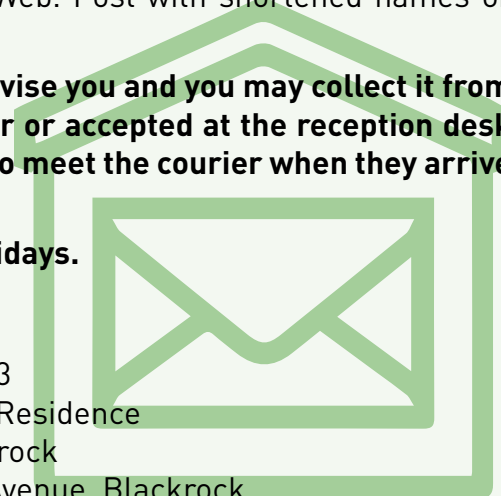 Web. Post with shortened names o
vise you and you may collect it from
r or accepted at the reception desk
o meet the courier when they arrive
idays.
3
Residence
rock
venue, Blackrock